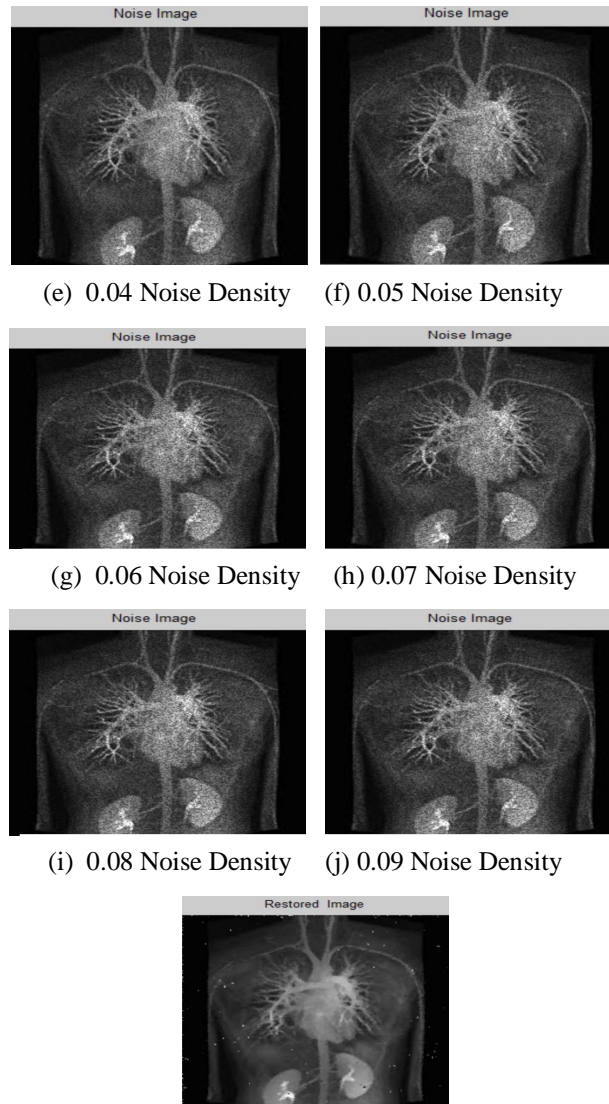 Noise Image Noise Image
(e) 0.04 Noise Density (f) 0.05 Noise Density
Noise Image Noise Image
(g) 0.06 Noise Density (h) 0.07 Noise Density
Noise Image Noise Image
(i) 0.08 Noise Density (j) 0.09 Noise Density
Restored Image